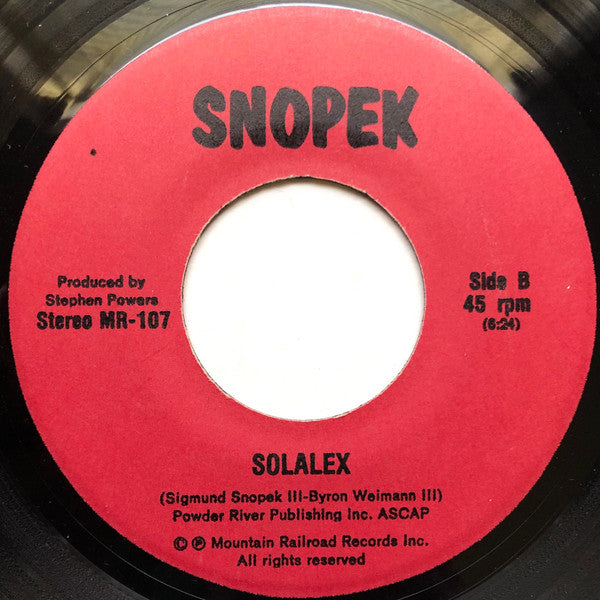 SNOPEK
Produced by
Stephen Powers
Stereo MR-107
Side B
45 rpm
(6:24)
SOLALEX
(Sigmund Snopek III-Byron Weimann III)
Powder River Publishing Inc. ASCAP
© ℗ Mountain Railroad Records Inc.
All rights reserved